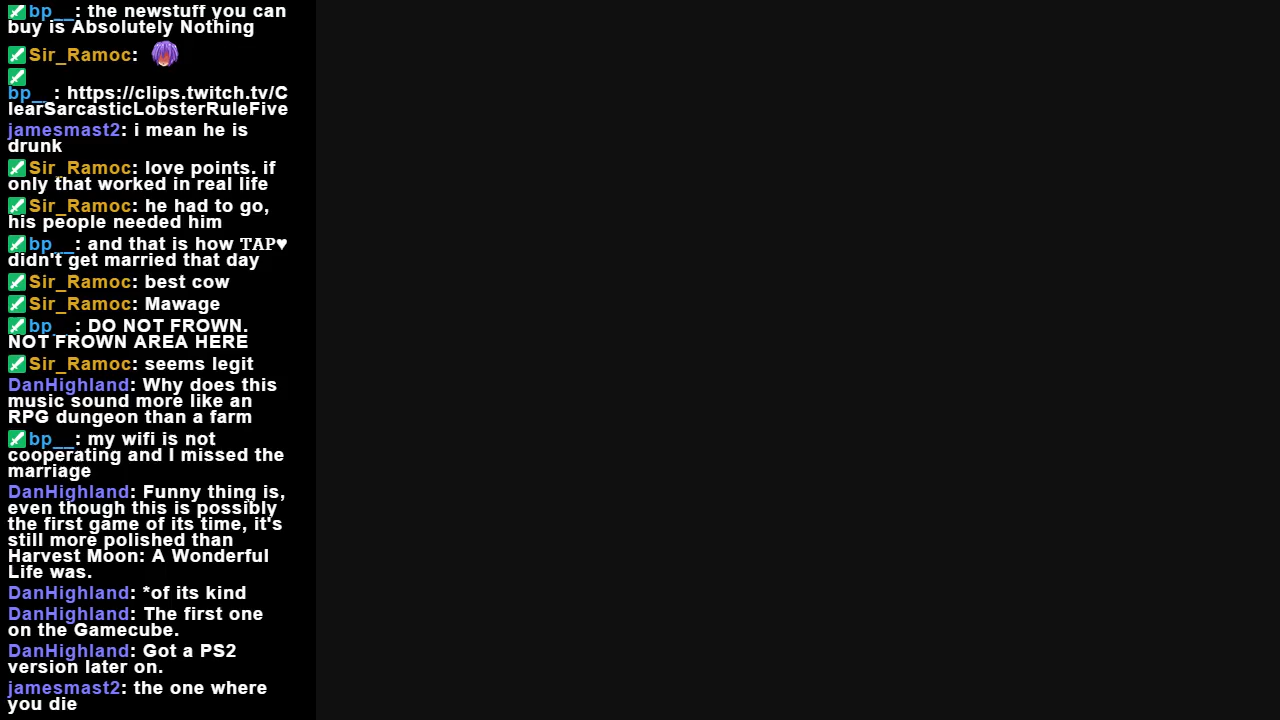 bp__: the newstuff you can
buy is Absolutely Nothing
Sir_Ramoc:
bp__: https://clips.twitch.tv/C
learSarcasticLobsterRuleFive
jamesmast2: i mean he is
drunk
Sir_Ramoc: love points. if
only that worked in real life
Sir_Ramoc: he had to go,
his people needed him
bp__: and that is how TAP♥
didn't get married that day
Sir_Ramoc: best cow
Sir_Ramoc: Mawage
bp__: DO NOT FROWN.
NOT FROWN AREA HERE
Sir_Ramoc: seems legit
DanHighland: Why does this
music sound more like an
RPG dungeon than a farm
bp__: my wifi is not
cooperating and I missed the
marriage
DanHighland: Funny thing is,
even though this is possibly
the first game of its time, it's
still more polished than
Harvest Moon: A Wonderful
Life was.
DanHighland: *of its kind
DanHighland: The first one
on the Gamecube.
DanHighland: Got a PS2
version later on.
jamesmast2: the one where
you die